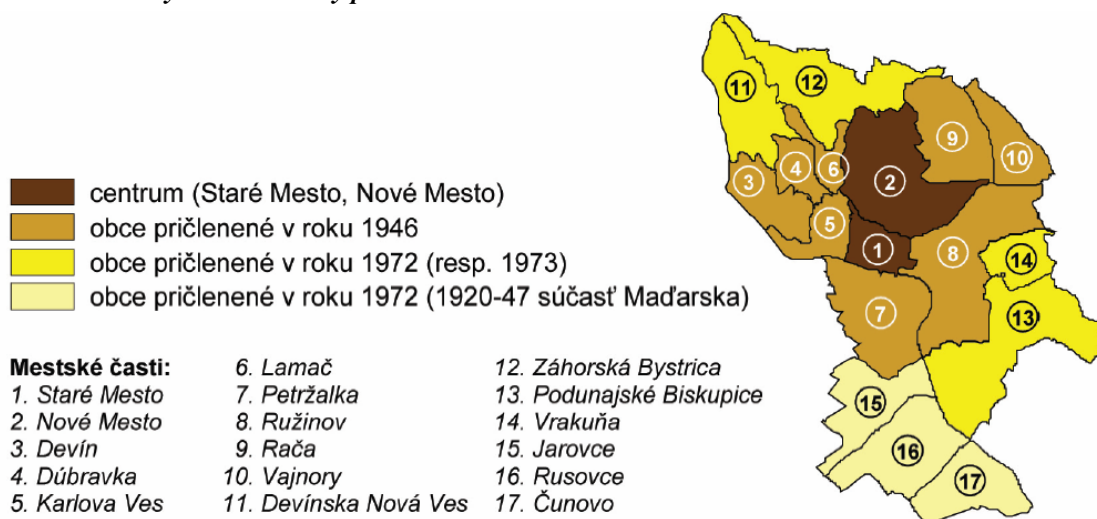 centrum (Staré Mesto, Nové Mesto)
obce pričlenené v roku 1946
obce pričlenené v roku 1972 (resp. 1973)
obce pričlenené v roku 1972 (1920-47 súčasť Maďarska)
Mestské časti:
1. Staré Mesto
2. Nové Mesto
3. Devín
4. Dúbravka
5. Karlova Ves
6. Lamač
7. Petržalka
8. Ružinov
9. Rača
10. Vajnory
11. Devínska Nová Ves
12. Záhorská Bystrica
13. Podunajské Biskupice
14. Vrakuňa
15. Jarovce
16. Rusovce
17. Čunovo
11
12
9
10
3
4
6
2
5
1
8
14
7
13
15
16
17